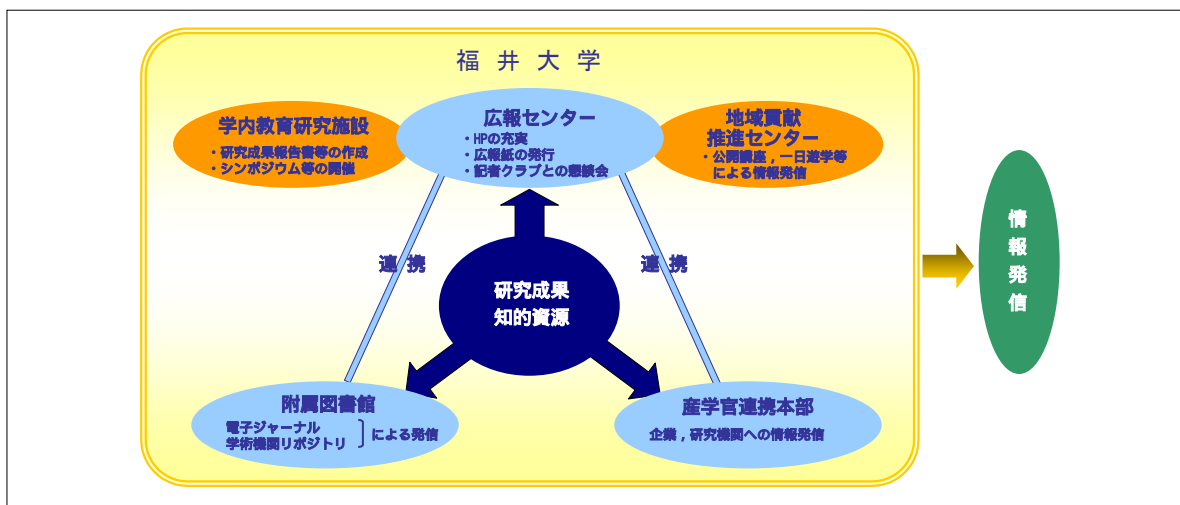 福 井 大 学
学内教育研究施設
・研究成果報告書等の作成
・シンポジウム等の開催
広報センター
・HPの充実
・広報紙の発行
・記者クラブとの懇談会
地域貢献
推進センター
・公開講座，一日遊学等
による情報発信
連 携
連 携
研究成果
知的資源
附属図書館
電子ジャーナル
学術機関リポジトリ
による発信
産学官連携本部
企業，研究機関への情報発信
情
報
発
信